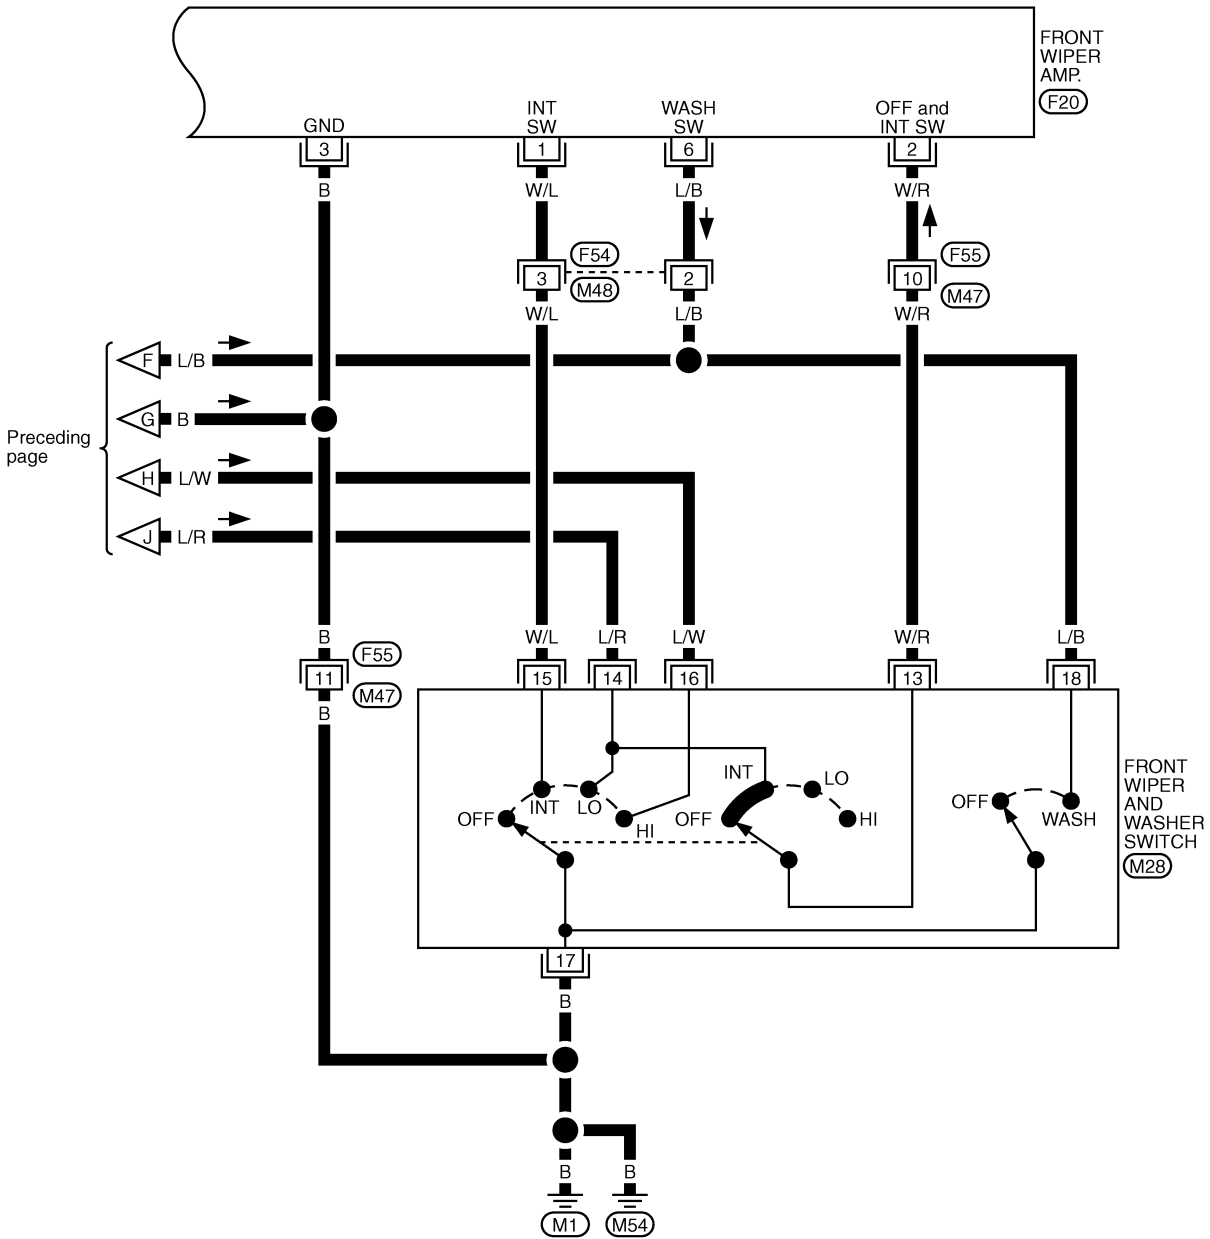 FRONT
WIPER
AMP.
F20
GND
INT
SW
WASH
SW
OFF and
INT SW
3
1
6
2
B
W/L
L/B
W/R
F54
F55
3
2
10
M48
M47
W/L
L/B
W/R
F
L/B
G
B
Preceding
page
H
L/W
J
L/R
B
W/L
L/R
L/W
W/R
L/B
F55
11
15
14
16
13
18
M47
B
FRONT
WIPER
AND
WASHER
SWITCH
M28
OFF
INT
LO
HI
OFF
INT
LO
HI
OFF
WASH
17
B
B
B
M1
M54